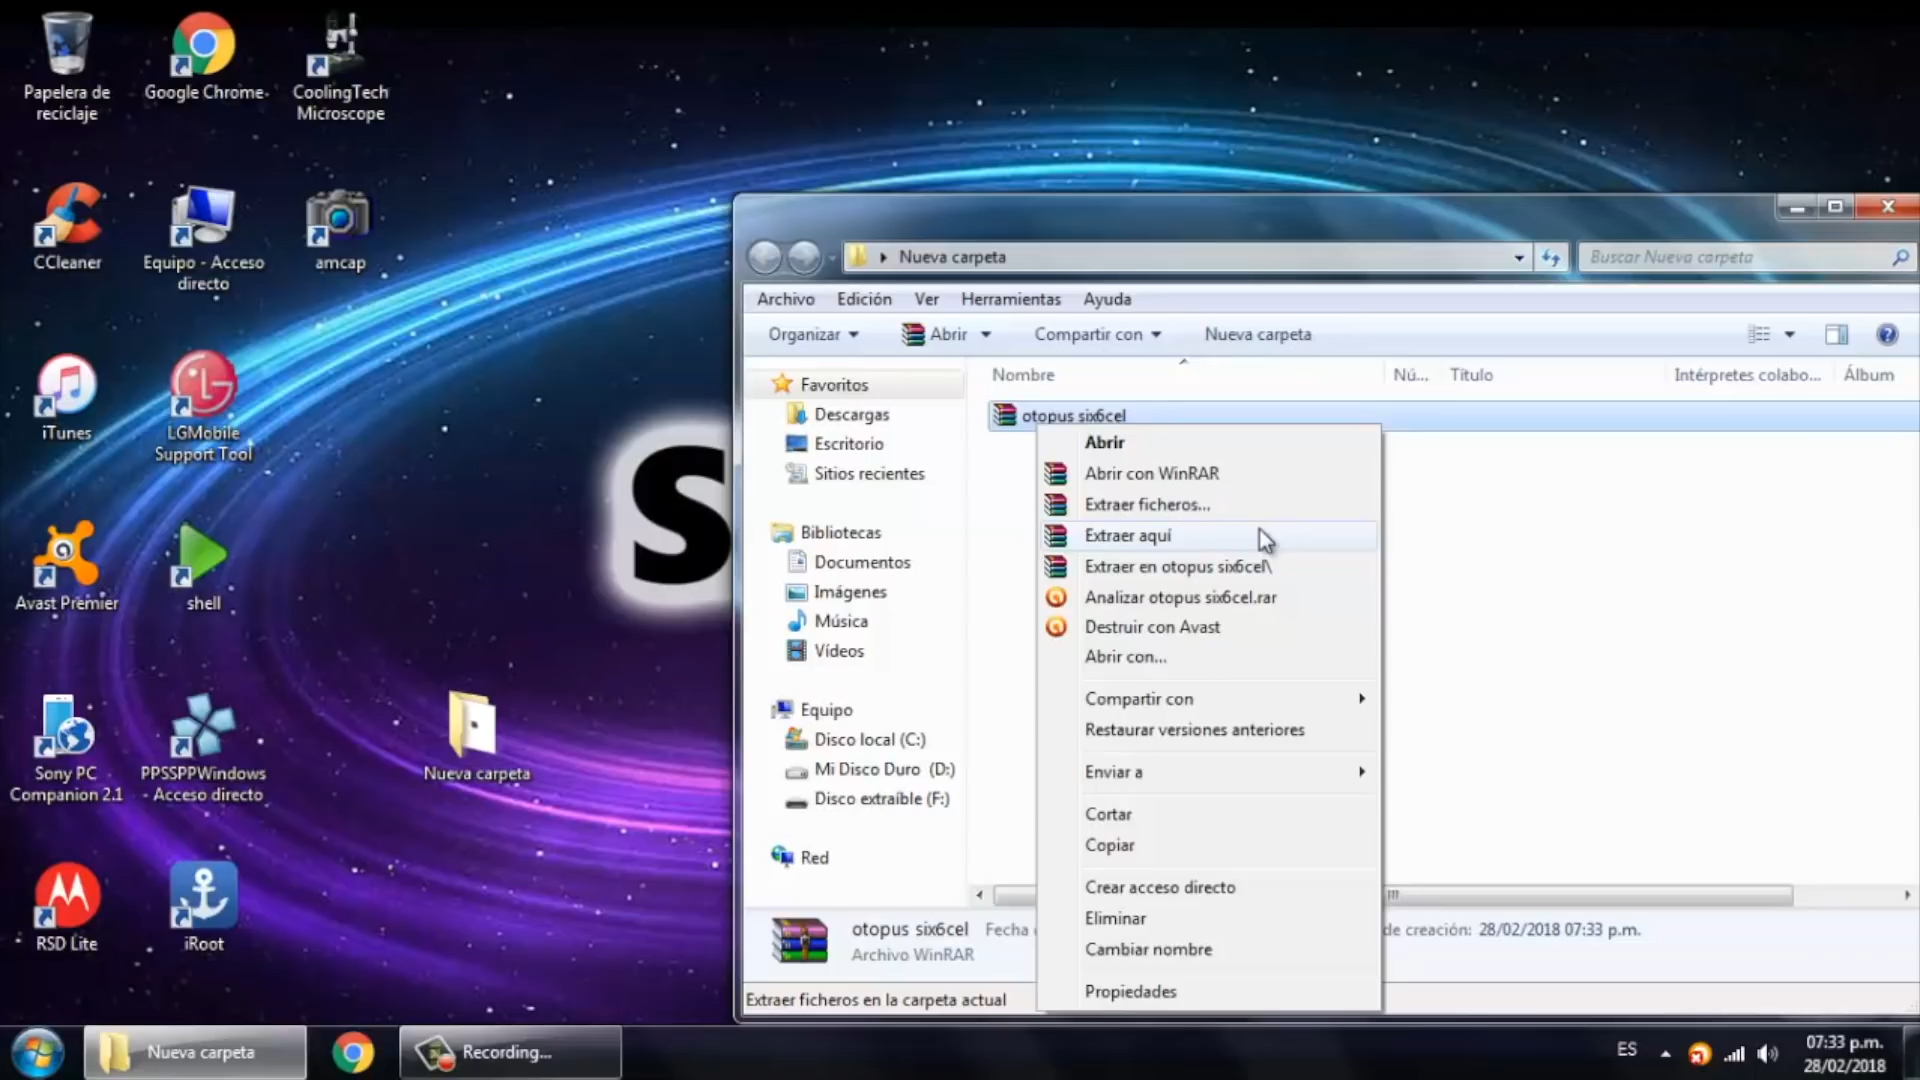 Papelera de
reciclaje
Google Chrome
CoolingTech
Microscope
CCleaner
Equipo - Acceso
directo
amcap
iTunes
LGMobile
Support Tool
Avast Premier
shell
Sony PC
Companion 2.1
PPSSPPWindows
- Acceso directo
Nueva carpeta
RSD Lite
iRoot
S
Nueva carpeta
Buscar Nueva carpeta
Archivo Edición Ver Herramientas Ayuda
Organizar Abrir Compartir con Nueva carpeta
Nombre Nú... Título Intérpretes colabo... Álbum
Favoritos
Descargas
Escritorio
Sitios recientes
Bibliotecas
Documentos
Imágenes
Música
Vídeos
Equipo
Disco local (C:)
Mi Disco Duro (D:)
Disco extraíble (F:)
Red
otopus six6cel
Abrir
Abrir con WinRAR
Extraer ficheros...
Extraer aquí
Extraer en otopus six6cel\
Analizar otopus six6cel.rar
Destruir con Avast
Abrir con...
Compartir con
Restaurar versiones anteriores
Enviar a
Cortar
Copiar
Crear acceso directo
Eliminar
Cambiar nombre
Propiedades
otopus six6cel Fecha de creación: 28/02/2018 07:33 p.m.
Archivo WinRAR
Extraer ficheros en la carpeta actual
Nueva carpeta
Recording...
ES
07:33 p.m.
28/02/2018